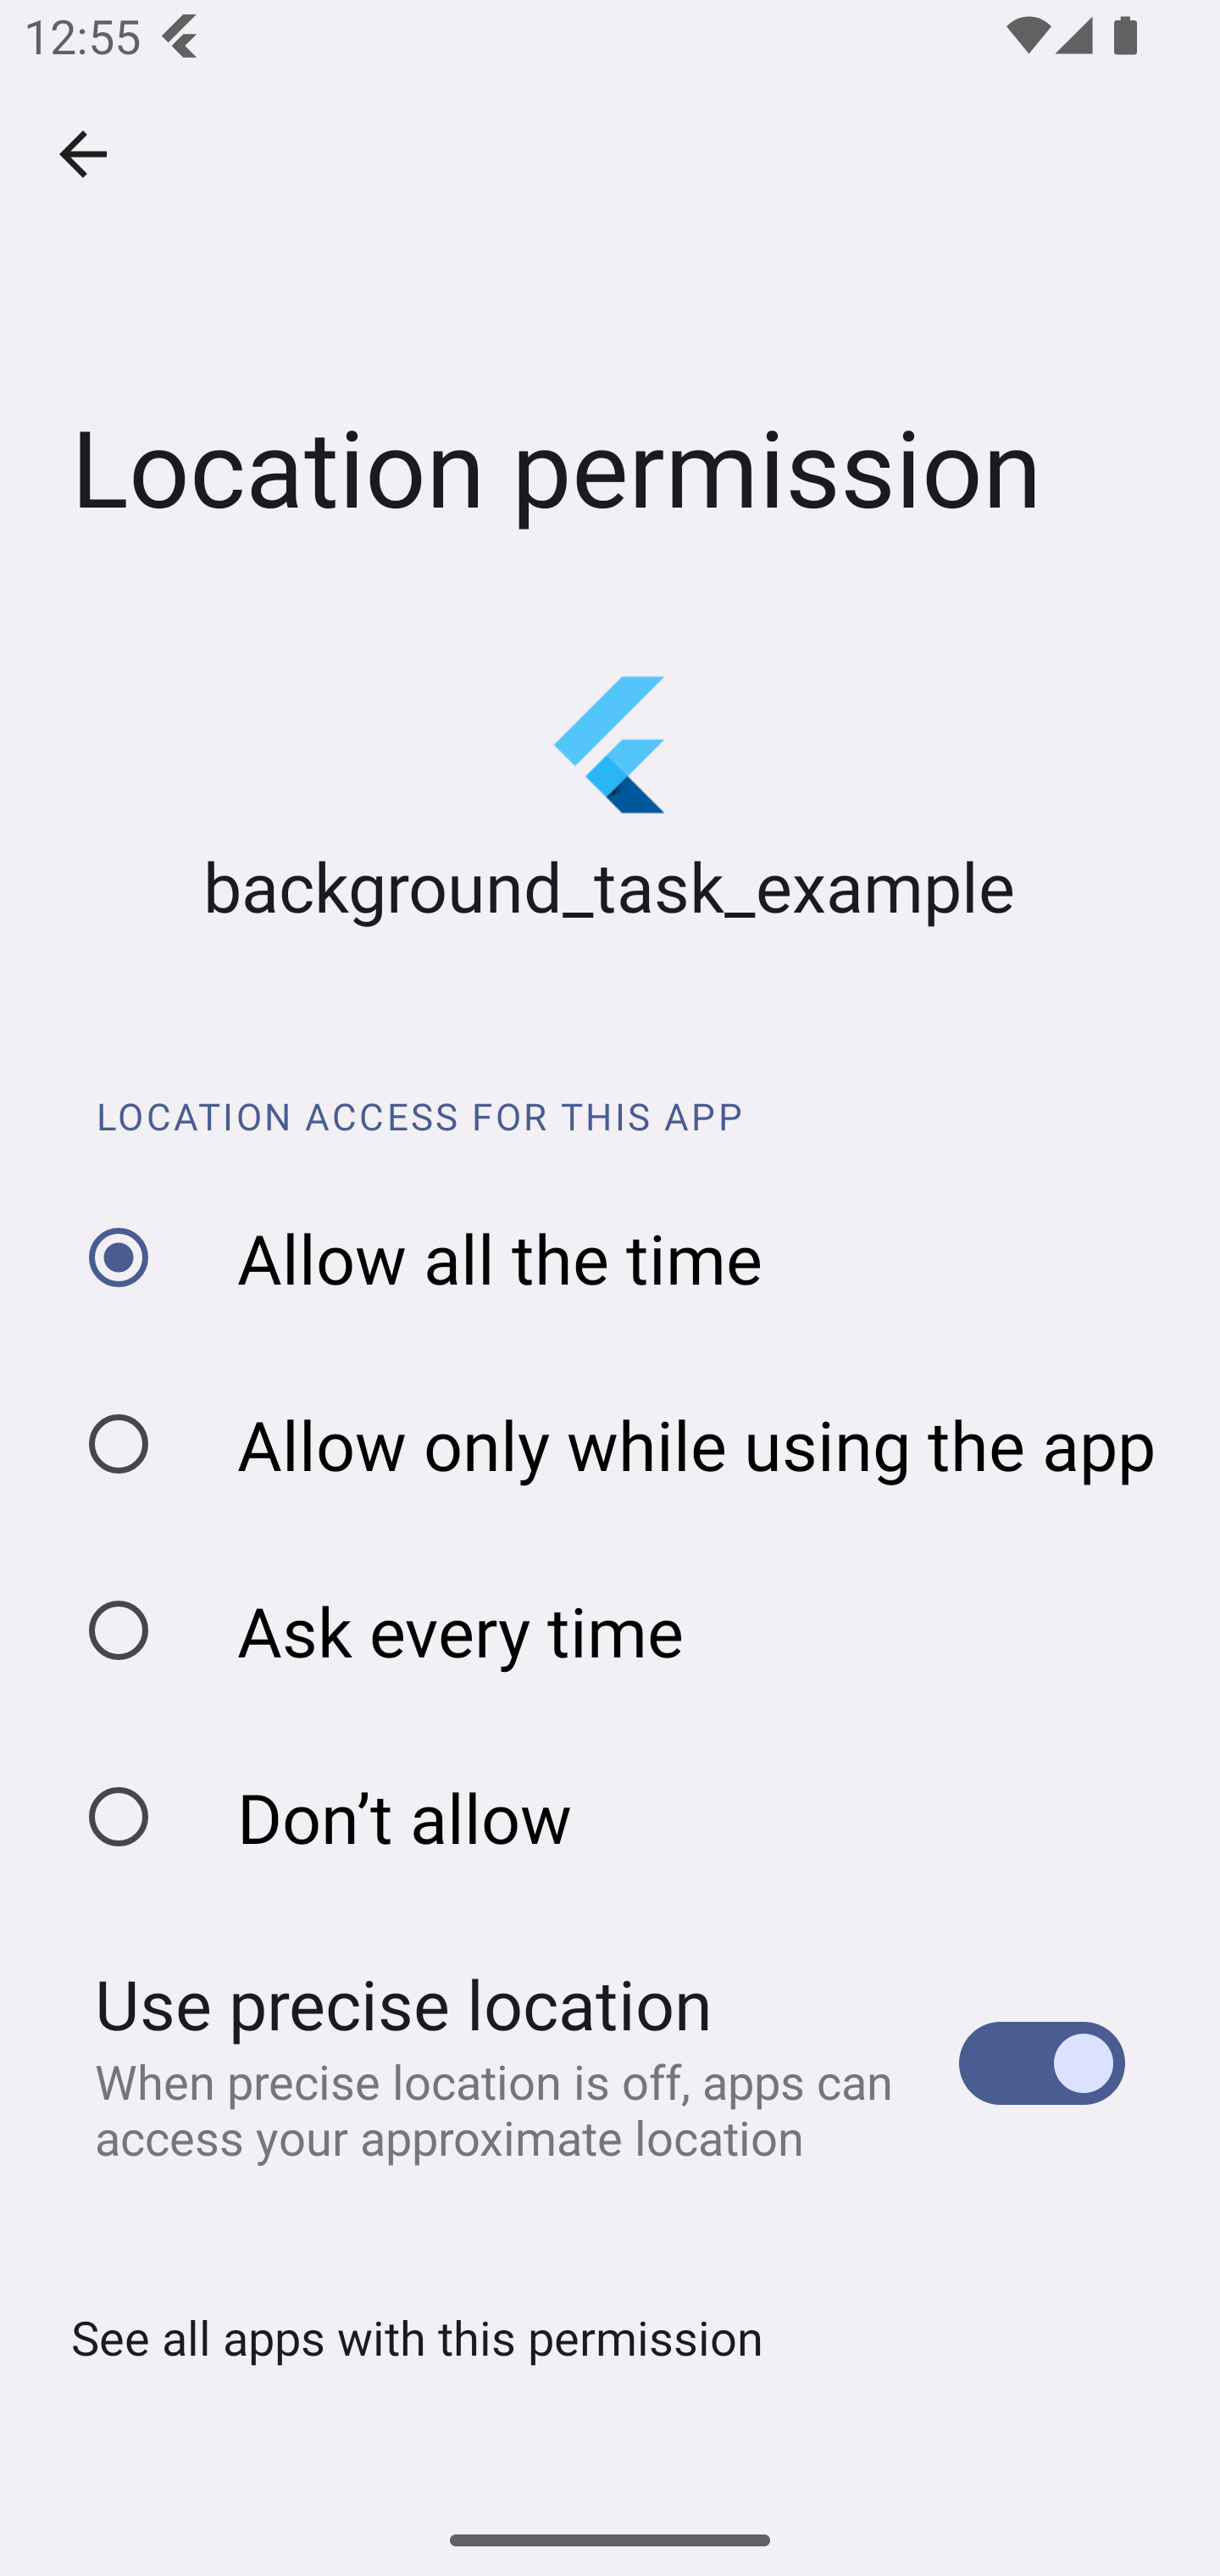 12:55
Location permission
background_task_example
LOCATION ACCESS FOR THIS APP
Allow all the time
Allow only while using the app
Ask every time
Don’t allow
Use precise location
When precise location is off, apps can
access your approximate location
See all apps with this permission